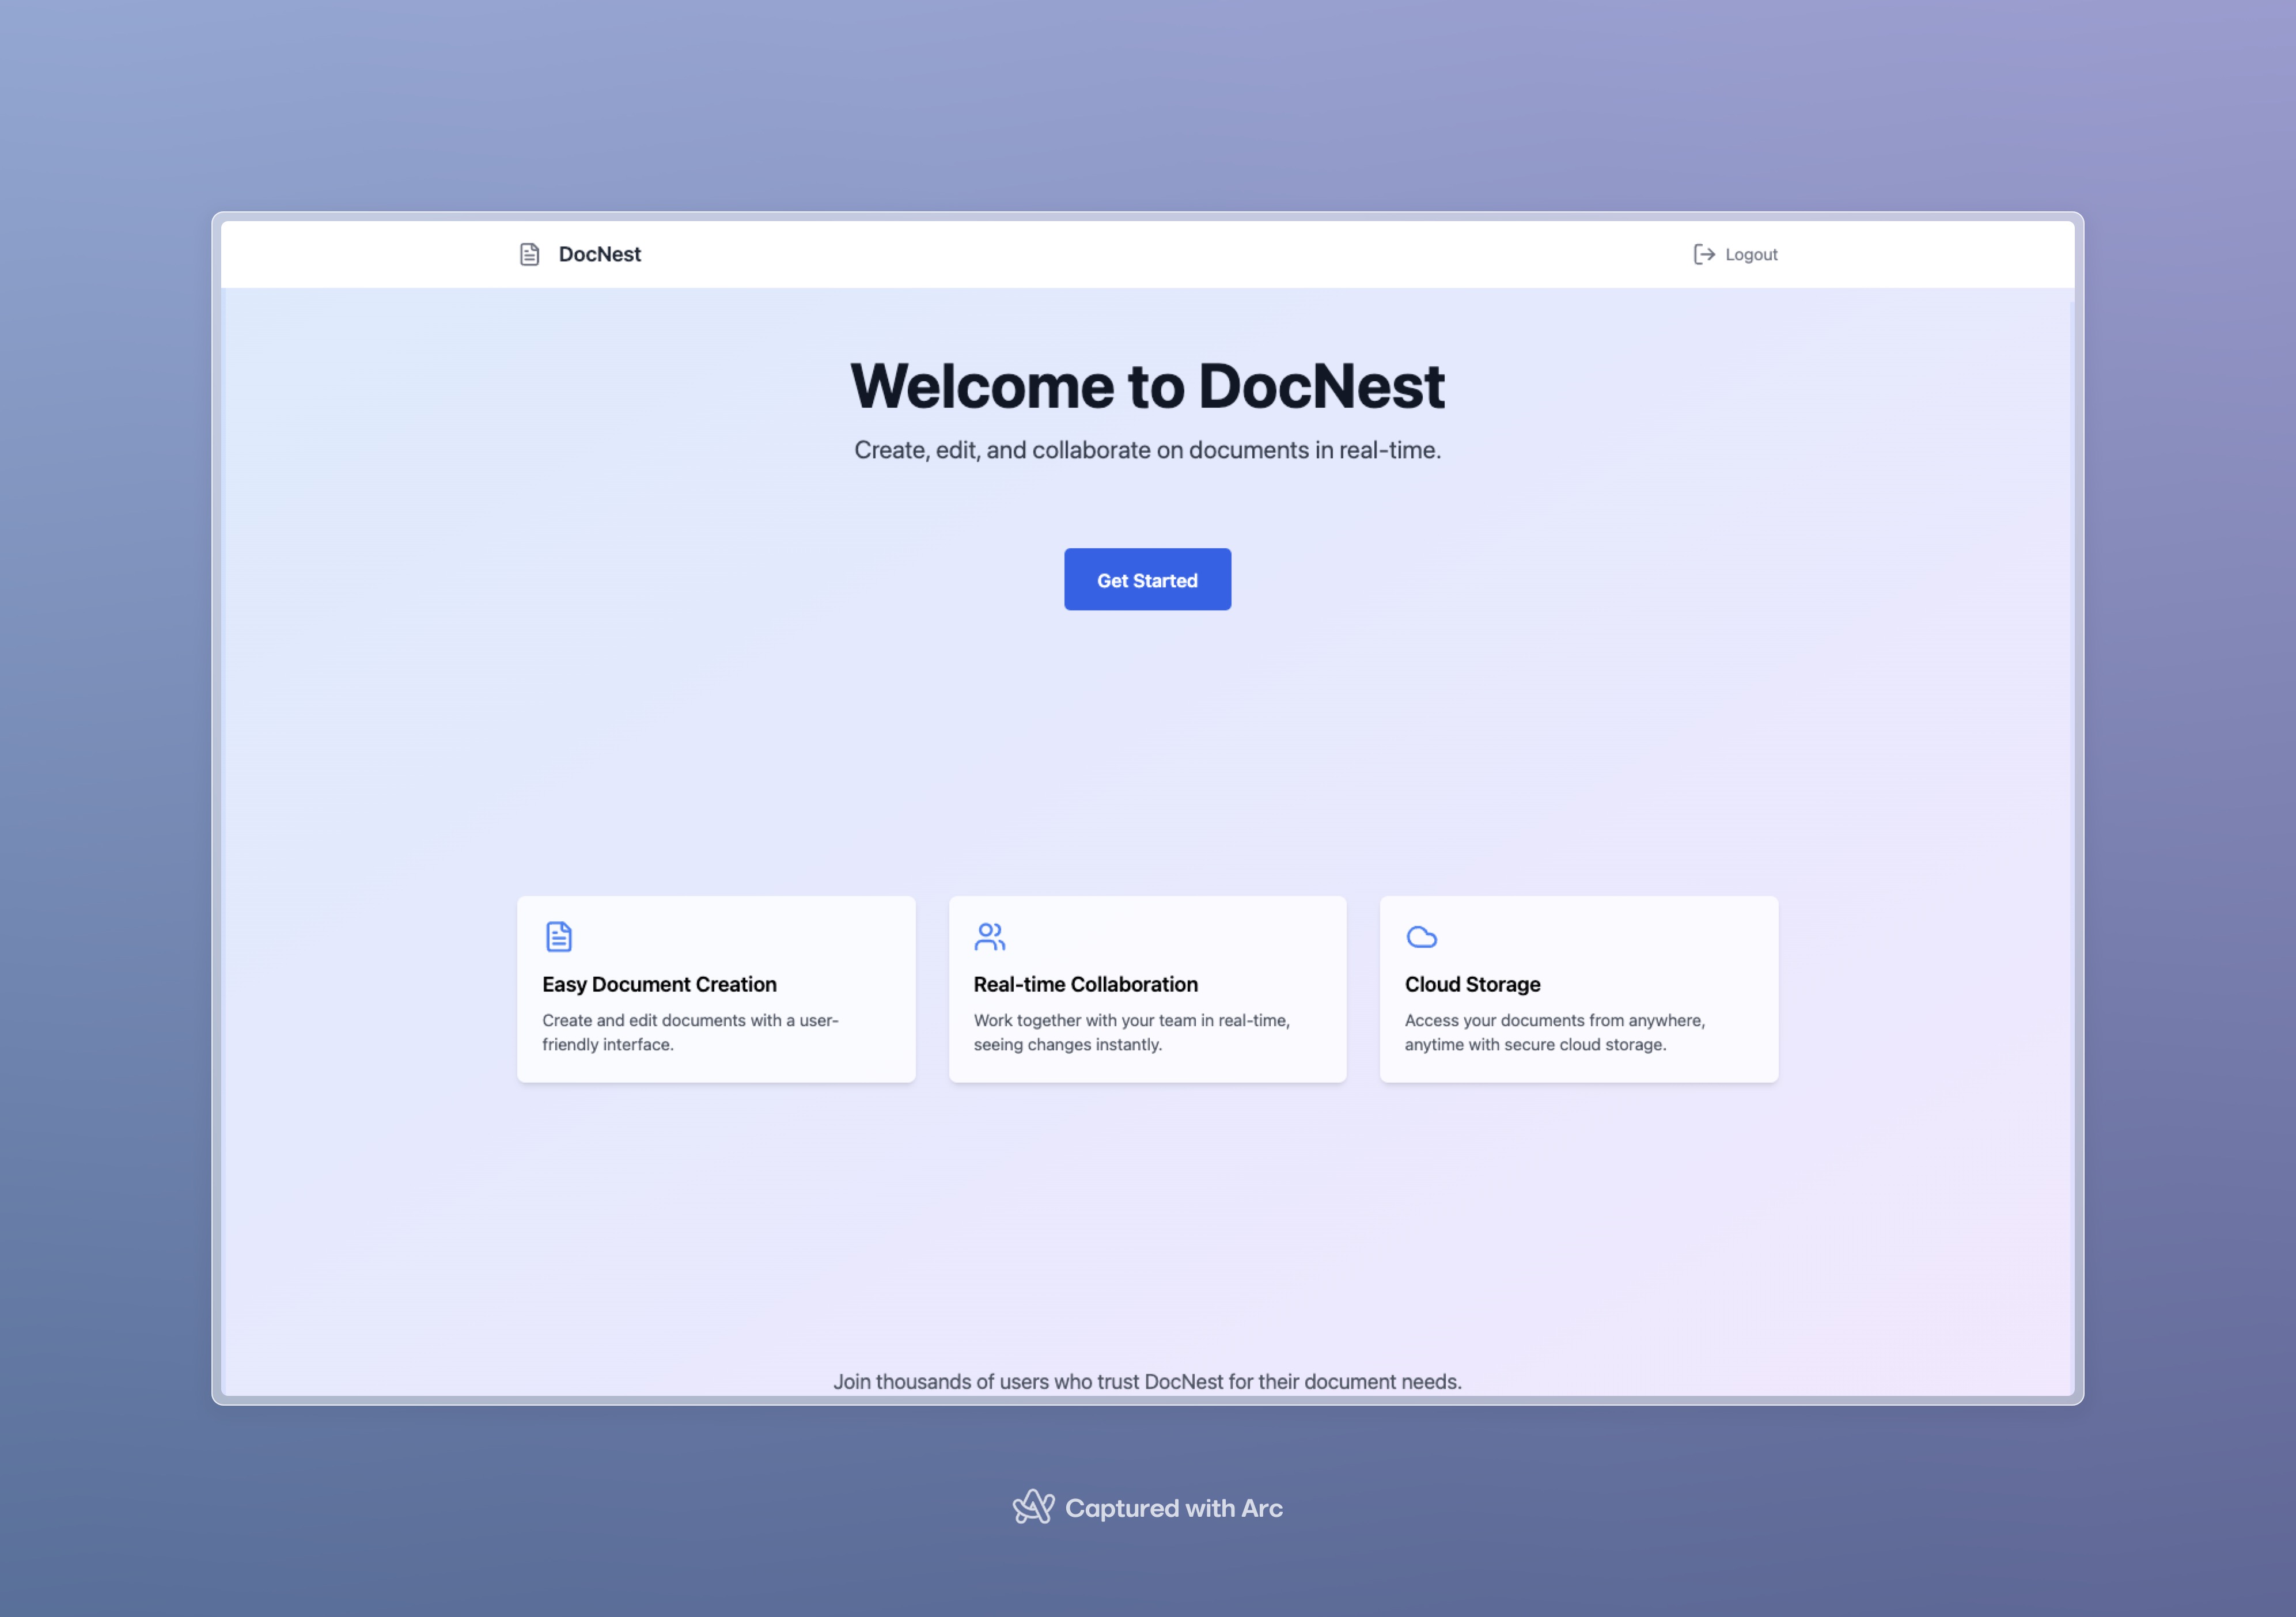 DocNest
Logout
Welcome to DocNest
Create, edit, and collaborate on documents in real-time.
Get Started
Easy Document Creation
Create and edit documents with a user-
friendly interface.
Real-time Collaboration
Work together with your team in real-time,
seeing changes instantly.
Cloud Storage
Access your documents from anywhere,
anytime with secure cloud storage.
Join thousands of users who trust DocNest for their document needs.
Captured with Arc